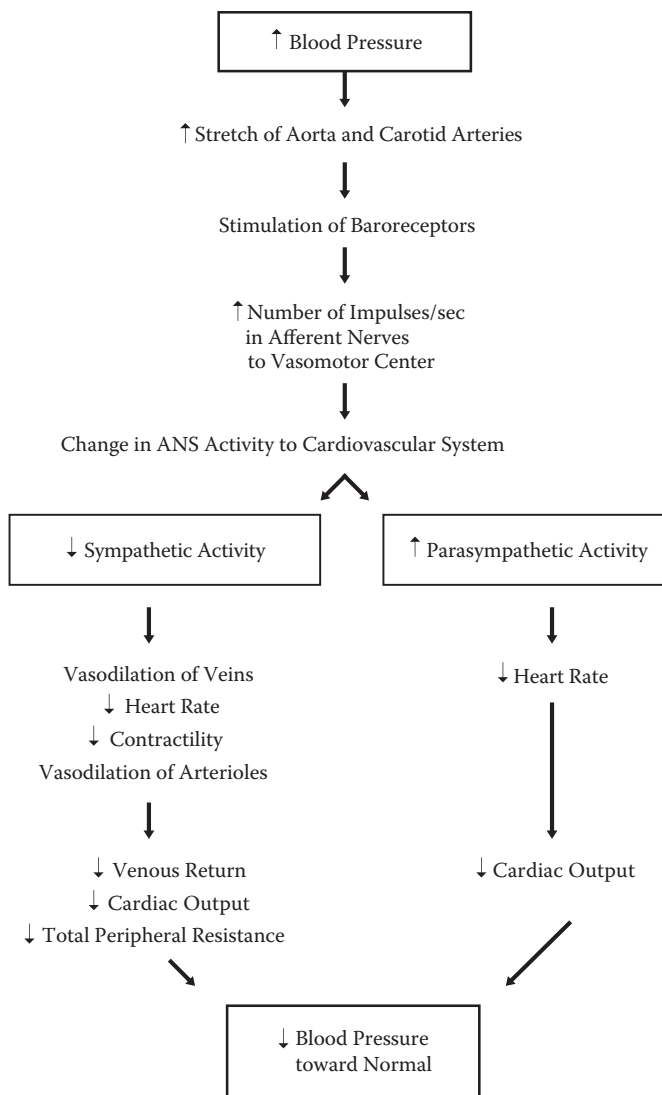 ↑ Blood Pressure
↑ Stretch of Aorta and Carotid Arteries
Stimulation of Baroreceptors
↑ Number of Impulses/sec
in Afferent Nerves
to Vasomotor Center
Change in ANS Activity to Cardiovascular System
↓ Sympathetic Activity
↑ Parasympathetic Activity
Vasodilation of Veins
↓ Heart Rate
↓ Contractility
Vasodilation of Arterioles
↓ Heart Rate
↓ Venous Return
↓ Cardiac Output
↓ Total Peripheral Resistance
↓ Cardiac Output
↓ Blood Pressure
toward Normal